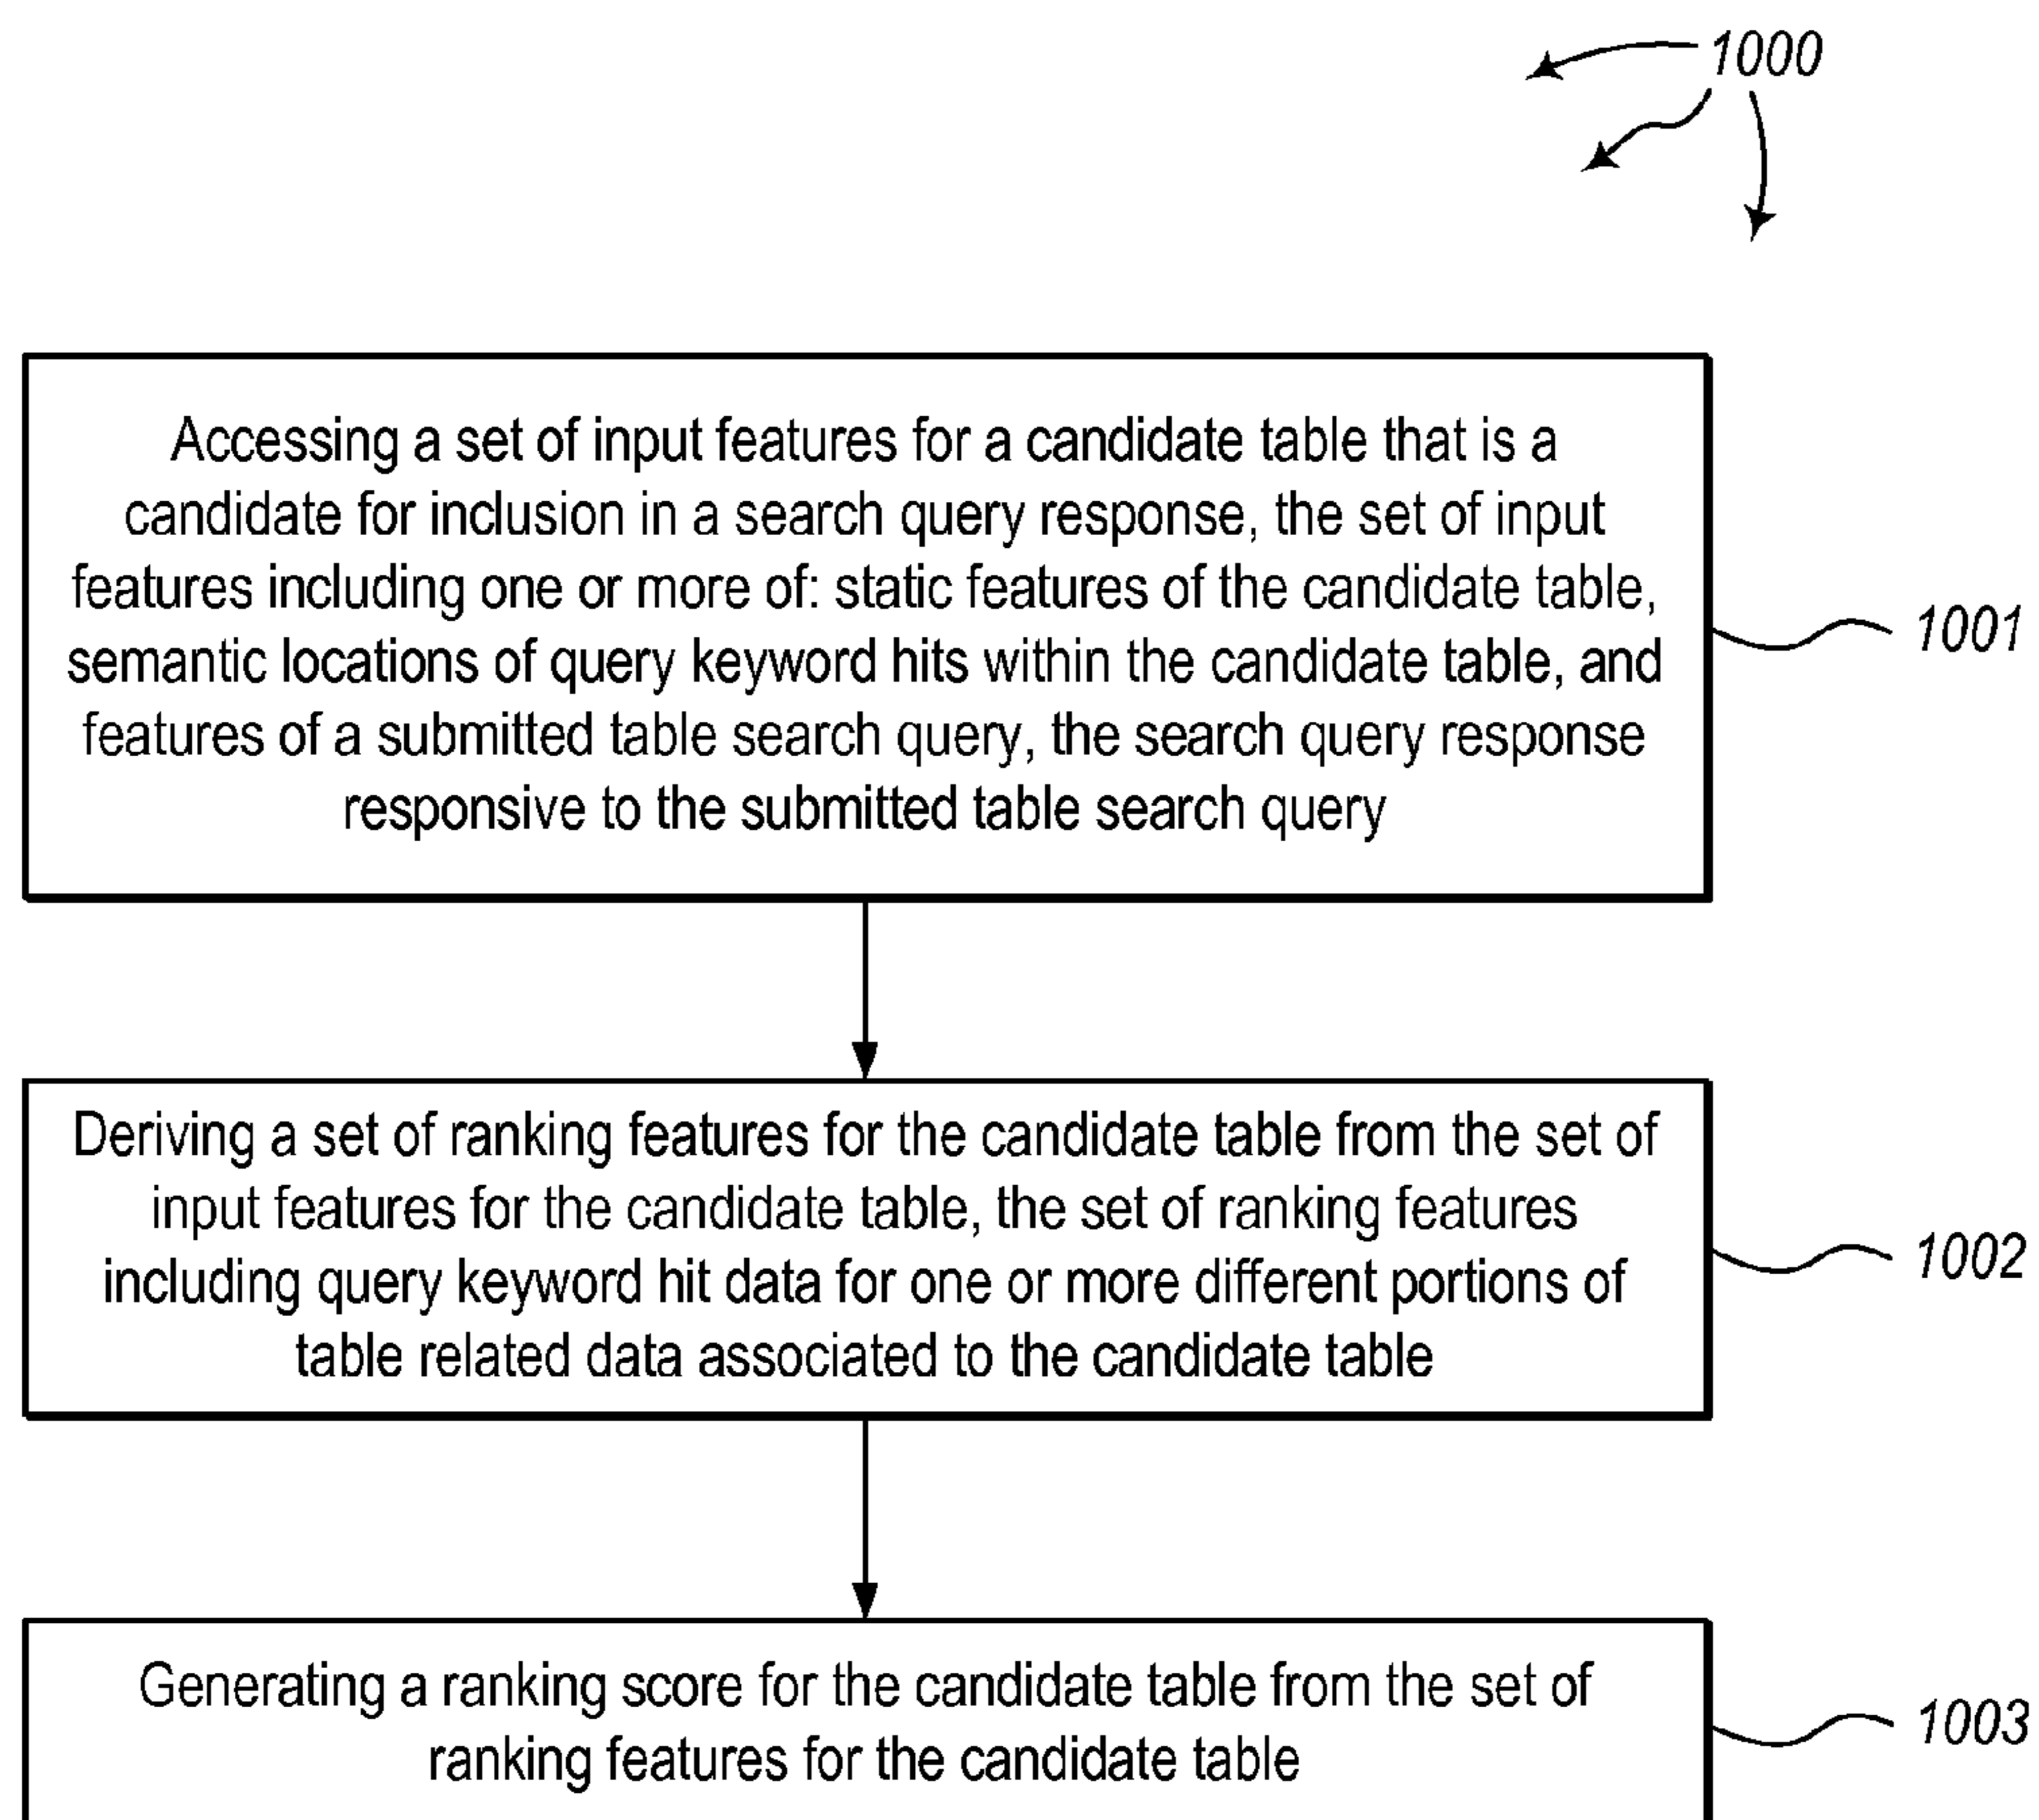 1000
Accessing a set of input features for a candidate table that is a
candidate for inclusion in a search query response, the set of input
features including one or more of: static features of the candidate table,
semantic locations of query keyword hits within the candidate table, and
features of a submitted table search query, the search query response
responsive to the submitted table search query
1001
Deriving a set of ranking features for the candidate table from the set of
input features for the candidate table, the set of ranking features
including query keyword hit data for one or more different portions of
table related data associated to the candidate table
1002
Generating a ranking score for the candidate table from the set of
ranking features for the candidate table
1003